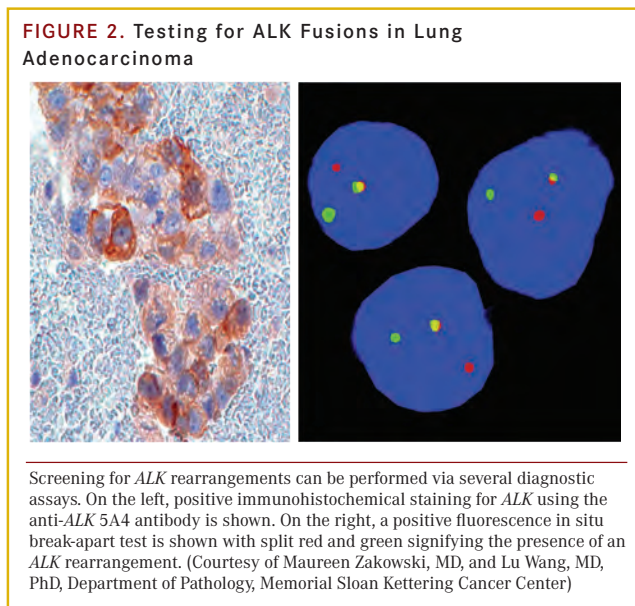 FIGURE 2. Testing for ALK Fusions in Lung
Adenocarcinoma
Screening for ALK rearrangements can be performed via several diagnostic
assays. On the left, positive immunohistochemical staining for ALK using the
anti-ALK 5A4 antibody is shown. On the right, a positive fluorescence in situ
break-apart test is shown with split red and green signifying the presence of an
ALK rearrangement. (Courtesy of Maureen Zakowski, MD, and Lu Wang, MD,
PhD, Department of Pathology, Memorial Sloan Kettering Cancer Center)